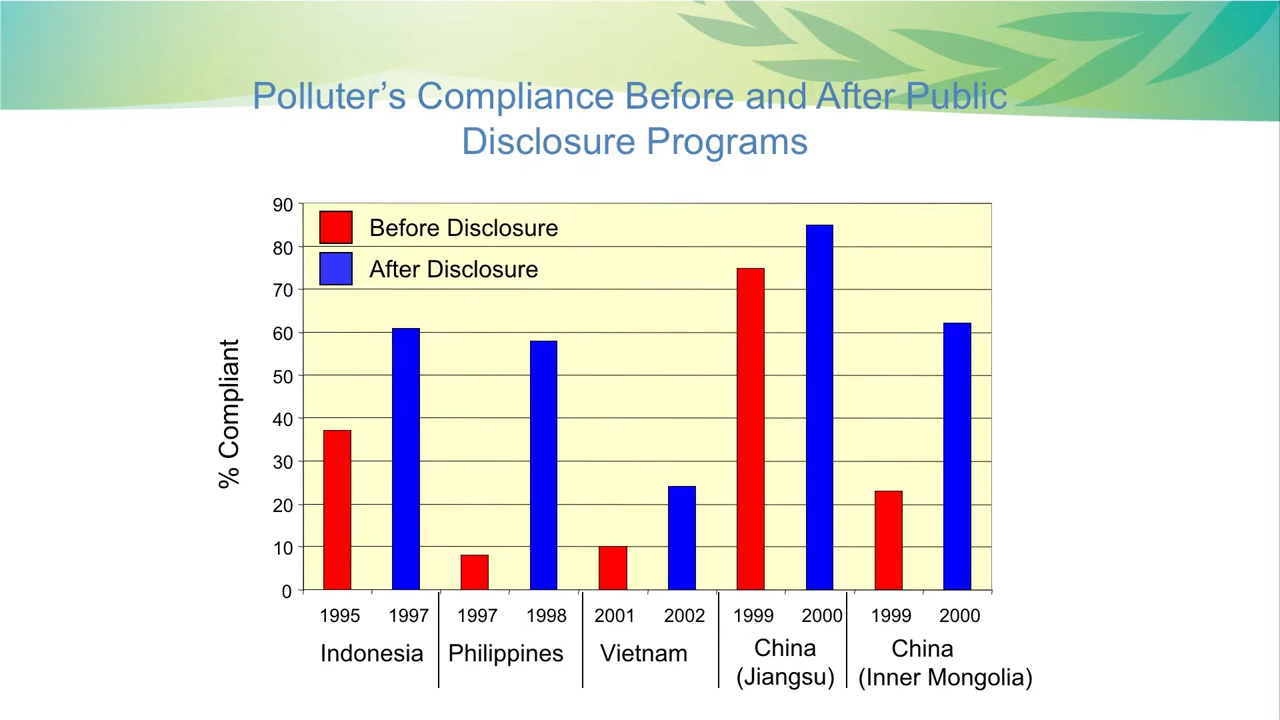 Polluter’s Compliance Before and After Public
Disclosure Programs
90
80
70
60
50
40
30
20
10
0
% Compliant
Before Disclosure
After Disclosure
1995 1997 1997 1998 2001 2002 1999 2000 1999 2000
Indonesia Philippines Vietnam China China
(Jiangsu) (Inner Mongolia)